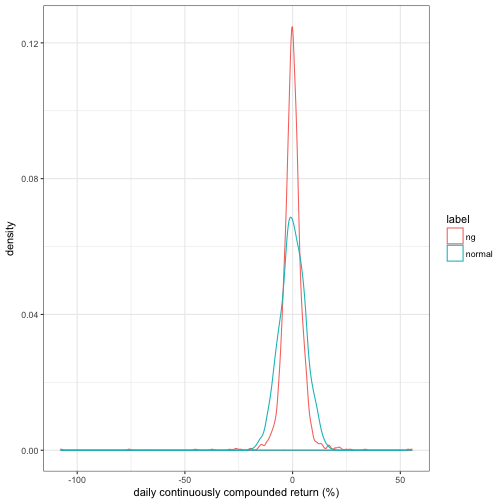 0.12
0.08
0.04
0.00
density
-100
-50
0
50
daily continuously compounded return (%)
label
ng
normal